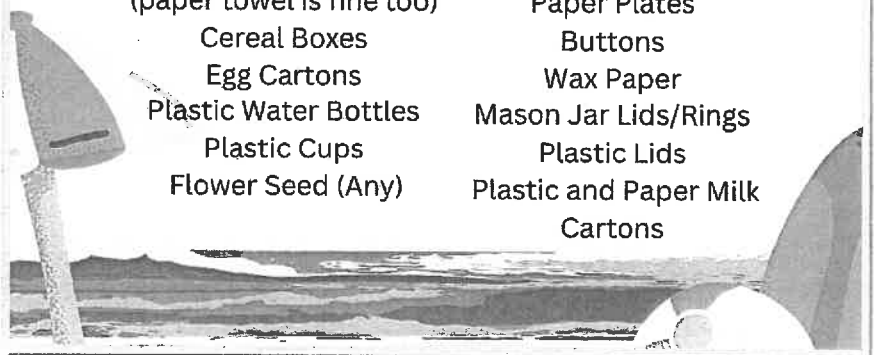 (paper towel is fine too)
Cereal Boxes
Egg Cartons
Plastic Water Bottles
Plastic Cups
Flower Seed (Any)
Paper Plates
Buttons
Wax Paper
Mason Jar Lids/Rings
Plastic Lids
Plastic and Paper Milk
Cartons